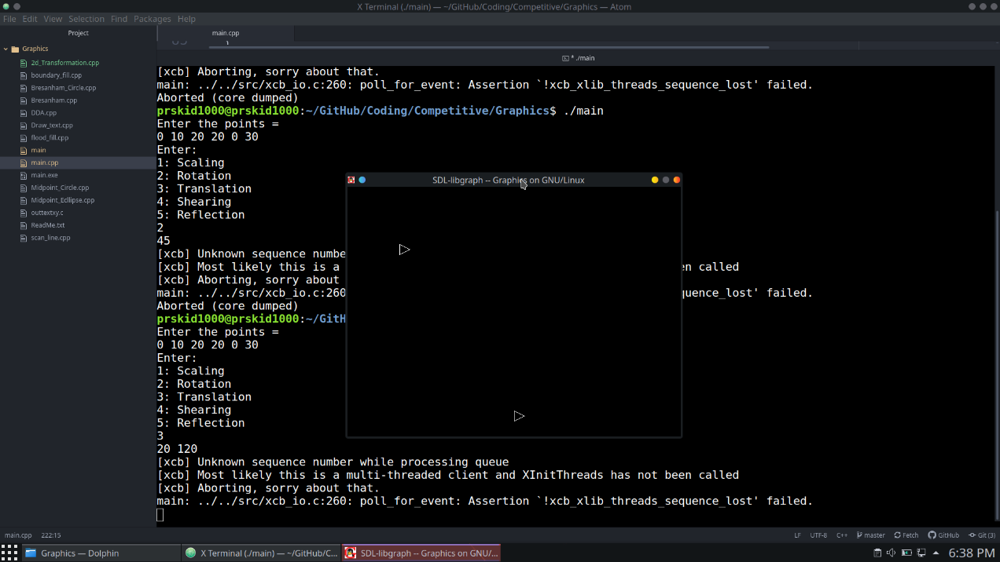 X Terminal (./main) — ~/GitHub/Coding/Competitive/Graphics — Atom
File Edit View Selection Find Packages Help
Project
main.cpp
Graphics
* ./main
2d_Transformation.cpp
boundary_fill.cpp
Bresanham_Circle.cpp
Bresenham.cpp
DDA.cpp
Draw_text.cpp
flood_fill.cpp
main
main.cpp
main.exe
Midpoint_Circle.cpp
Midpoint_Ecllipse.cpp
outtextxy.c
ReadMe.txt
scan_line.cpp
[xcb] Aborting, sorry about that.
main: ../../src/xcb_io.c:260: poll_for_event: Assertion `!xcb_xlib_threads_sequence_lost' failed.
Aborted (core dumped)
prskid1000@prskid1000:~/GitHub/Coding/Competitive/Graphics$ ./main
Enter the points =
0 10 20 20 0 30
Enter:
1: Scaling
2: Rotation
3: Translation
4: Shearing
5: Reflection
2
45
[xcb] Unknown sequence numbe
[xcb] Most likely this is a en called
[xcb] Aborting, sorry about
main: ../../src/xcb_io.c:260 quence_lost' failed.
Aborted (core dumped)
prskid1000@prskid1000:~/GitH
Enter the points =
0 10 20 20 0 30
Enter:
1: Scaling
2: Rotation
3: Translation
4: Shearing
5: Reflection
3
20 120
[xcb] Unknown sequence number while processing queue
[xcb] Most likely this is a multi-threaded client and XInitThreads has not been called
[xcb] Aborting, sorry about that.
main: ../../src/xcb_io.c:260: poll_for_event: Assertion `!xcb_xlib_threads_sequence_lost' failed.
SDL-libgraph -- Graphics on GNU/Linux
main.cpp 222:15
LF UTF-8 C++ master Fetch GitHub Git (3)
Graphics — Dolphin
X Terminal (./main) — ~/GitHub/C...
SDL-libgraph -- Graphics on GNU/...
6:38 PM